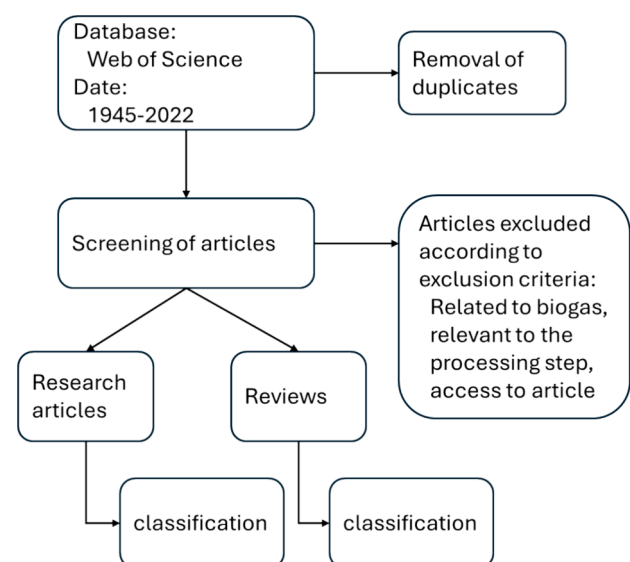 Database:
Web of Science
Date:
1945-2022
Removal of
duplicates
Screening of articles
Articles excluded
according to
exclusion criteria:
Related to biogas,
relevant to the
processing step,
access to article
Research
articles
Reviews
classification
classification